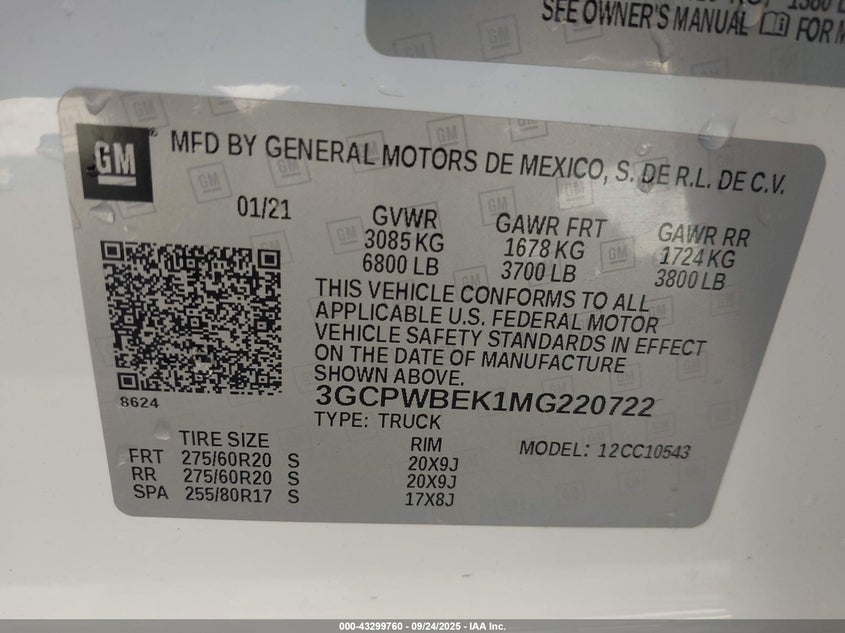 1380 L
SEE OWNER'S MANUAL FOR M
GM
MFD BY GENERAL MOTORS DE MEXICO, S. DE R.L. DE C.V.
01/21
GVWR GAWR FRT GAWR RR
3085 KG 1678 KG 1724 KG
6800 LB 3700 LB 3800 LB
THIS VEHICLE CONFORMS TO ALL
APPLICABLE U.S. FEDERAL MOTOR
VEHICLE SAFETY STANDARDS IN EFFECT
ON THE DATE OF MANUFACTURE
SHOWN ABOVE.
8624
3GCPWBEK1MG220722
TYPE: TRUCK
TIRE SIZE RIM MODEL: 12CC10543
FRT 275/60R20 S 20X9J
RR 275/60R20 S 20X9J
SPA 255/80R17 S 17X8J
000-43299760 - 09/24/2025 - IAA Inc.